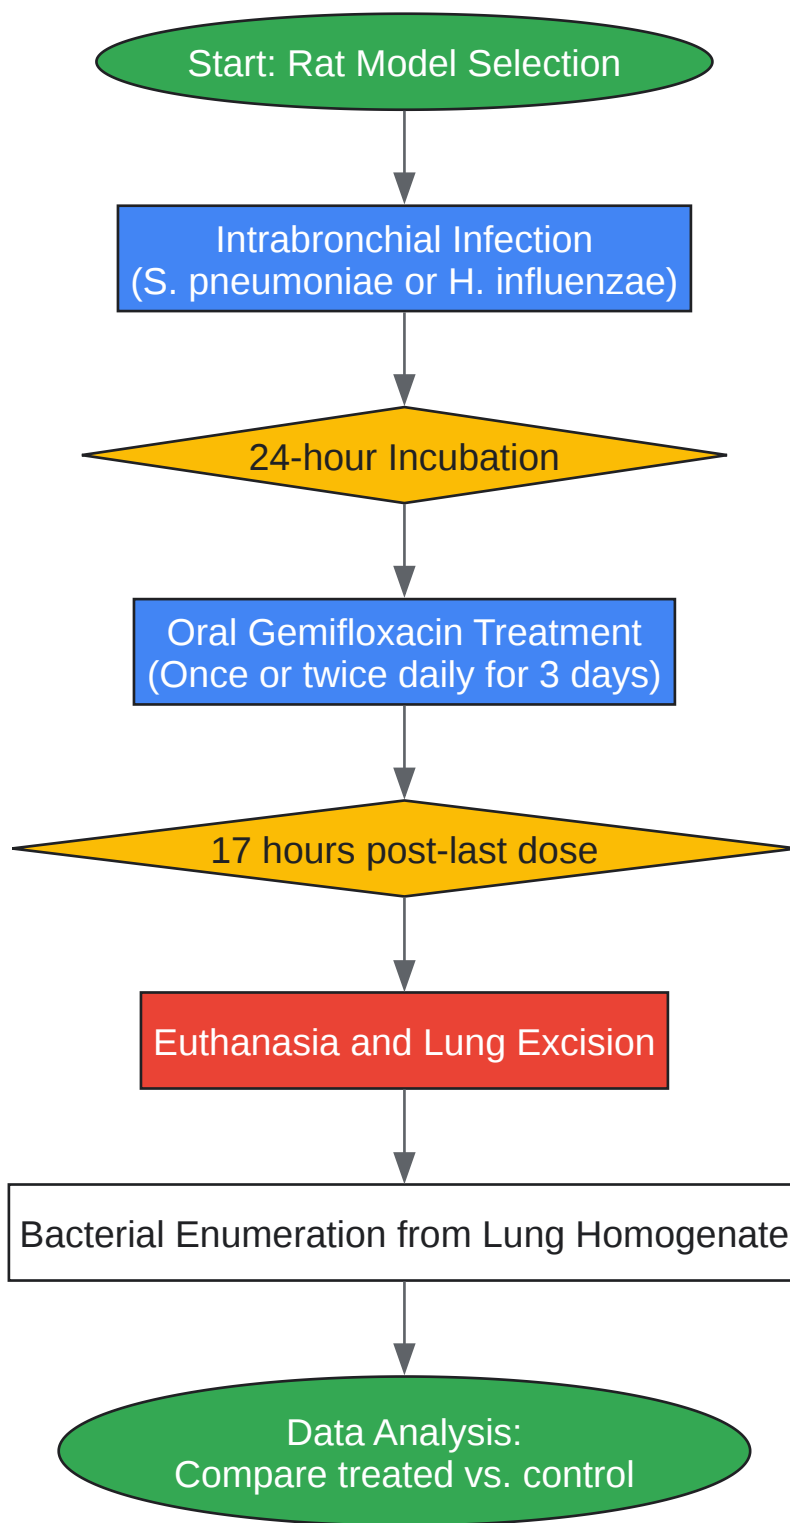 Start: Rat Model Selection
Intrabronchial Infection
(S. pneumoniae or H. influenzae)
24-hour Incubation
Oral Gemifloxacin Treatment
(Once or twice daily for 3 days)
17 hours post-last dose
Euthanasia and Lung Excision
Bacterial Enumeration from Lung Homogenate
Data Analysis:
Compare treated vs. control